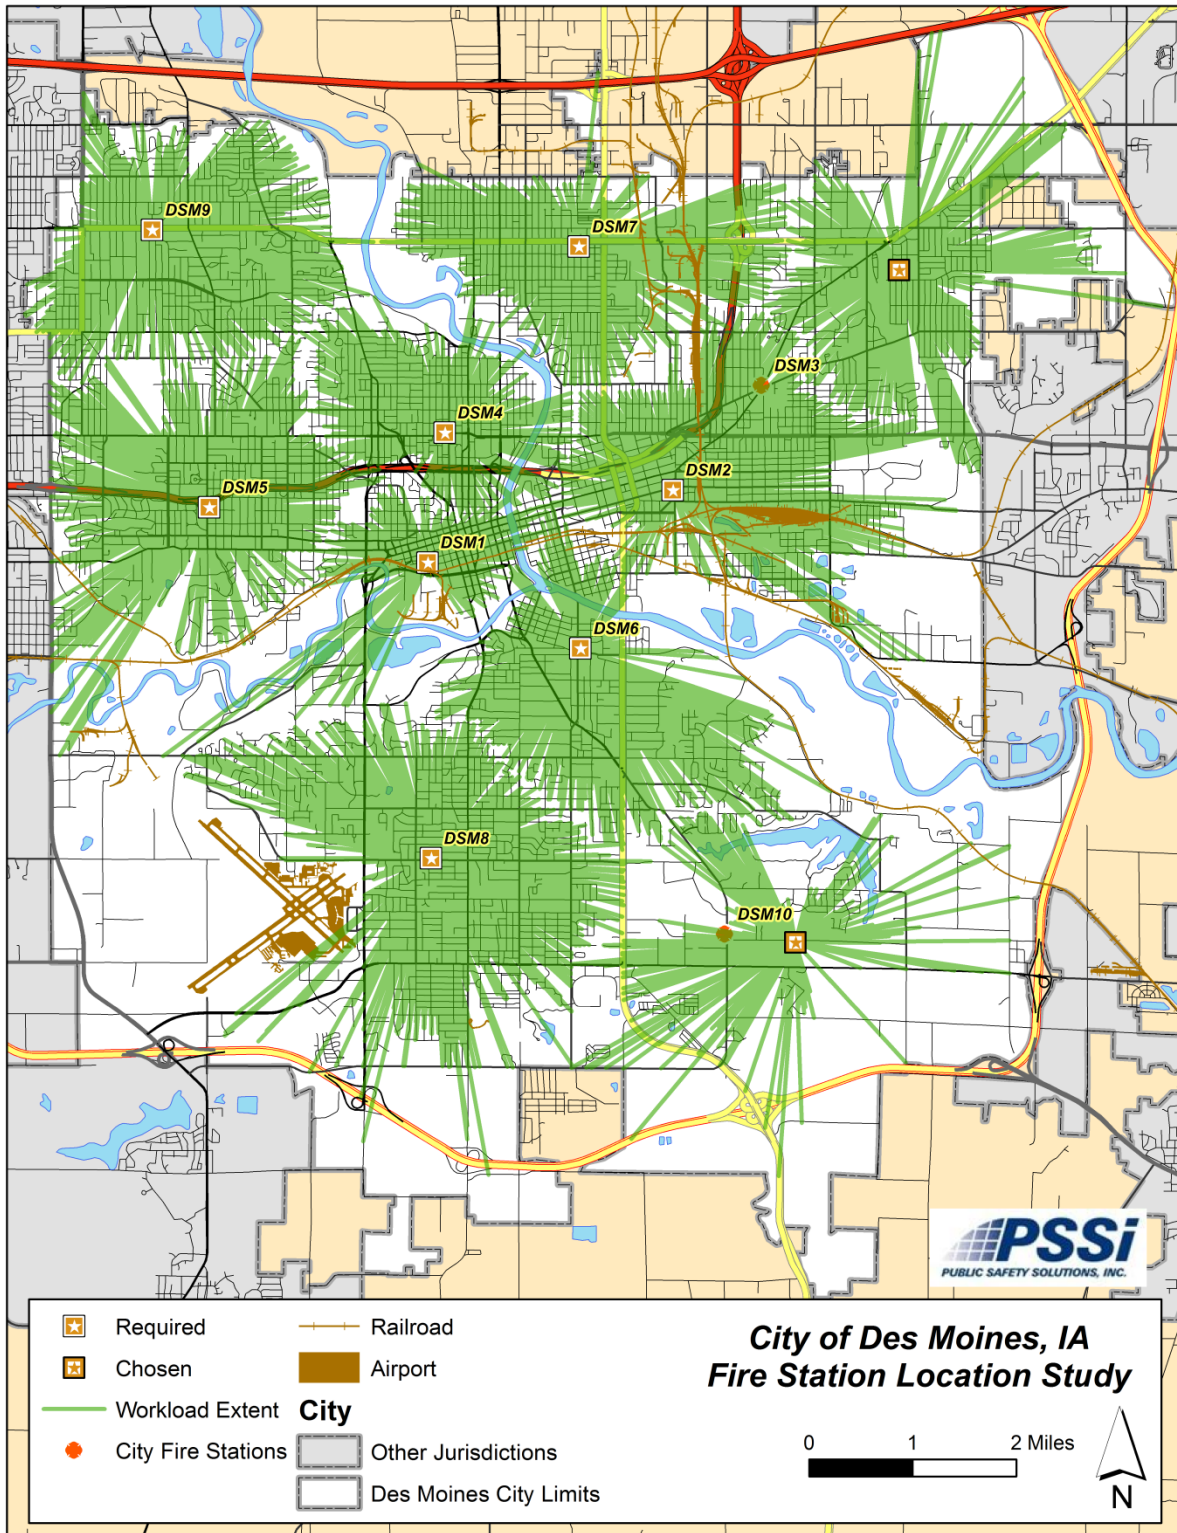 DSM9
DSM7
DSM3
DSM4
DSM2
DSM5
DSM1
DSM6
DSM8
DSM10
PSSi
PUBLIC SAFETY SOLUTIONS, INC.
Required
Chosen
Workload Extent
City Fire Stations
Railroad
Airport
City
Other Jurisdictions
Des Moines City Limits
City of Des Moines, IA
Fire Station Location Study
0 1 2 Miles
N